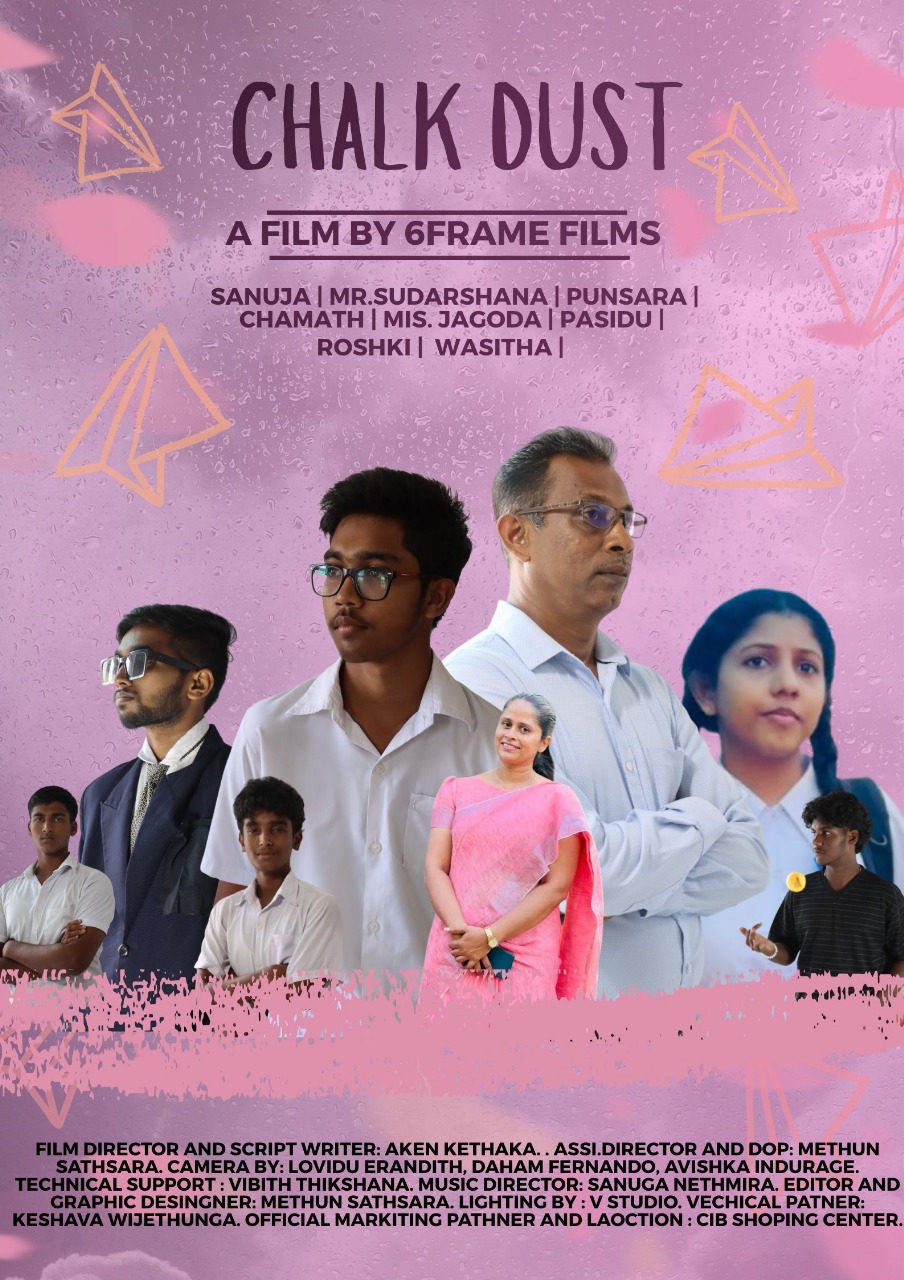 CHALK DUST
A FILM BY 6FRAME FILMS
SANUJA | MR.SUDARSHANA | PUNSARA |
CHAMATH | MIS. JAGODA | PASIDU |
ROSHKI | WASITHA |
FILM DIRECTOR AND SCRIPT WRITER: AKEN KETHAKA. . ASSI.DIRECTOR AND DOP: METHUN
SATHSARA. CAMERA BY: LOVIDU ERANDITH, DAHAM FERNANDO, AVISHKA INDURAGE.
TECHNICAL SUPPORT : VIBITH THIKSHANA. MUSIC DIRECTOR: SANUGA NETHMIRA. EDITOR AND
GRAPHIC DESINGNER: METHUN SATHSARA. LIGHTING BY : V STUDIO. VECHICAL PATNER:
KESHAVA WIJETHUNGA. OFFICIAL MARKITING PATHNER AND LAOCTION : CIB SHOPING CENTER.